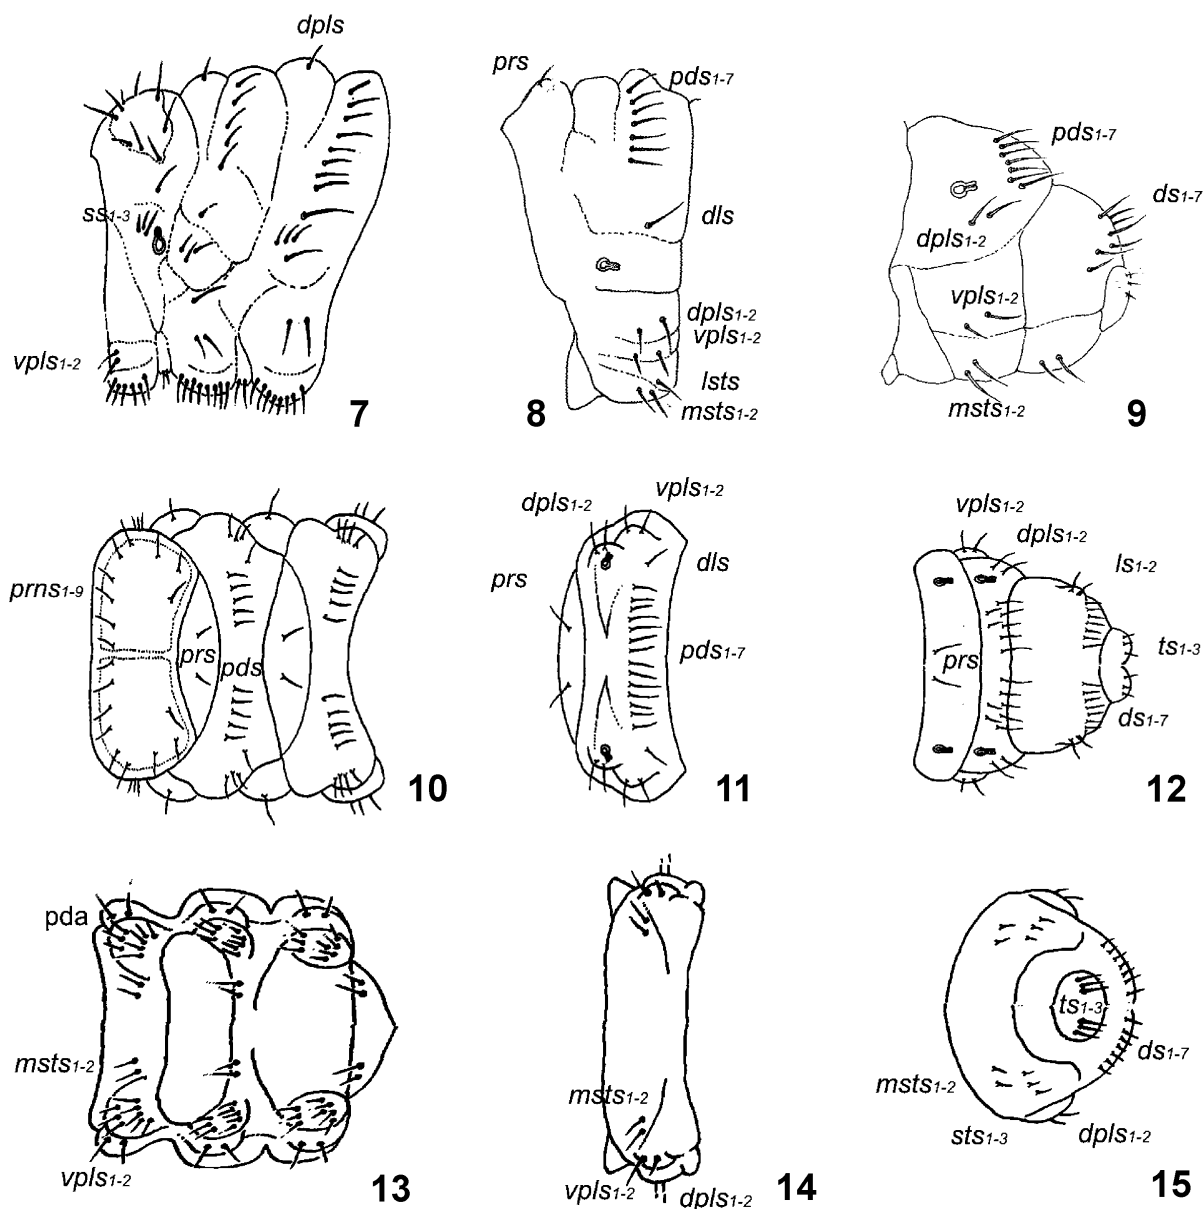 dpls
ss1-3
vpls1-2
7
prs
pds1-7
dls
dpls1-2
vpls1-2
lsts
msts1-2
8
pds1-7
ds1-7
dpls1-2
vpls1-2
msts1-2
9
prns1-9
prs
pds
10
dpls1-2
vpls1-2
prs
dls
pds1-7
11
vpls1-2
dpls1-2
ls1-2
prs
ts1-3
ds1-7
12
pda
msts1-2
vpls1-2
13
msts1-2
vpls1-2
dpls1-2
14
ts1-3
ds1-7
msts1-2
sts1-3
dpls1-2
15